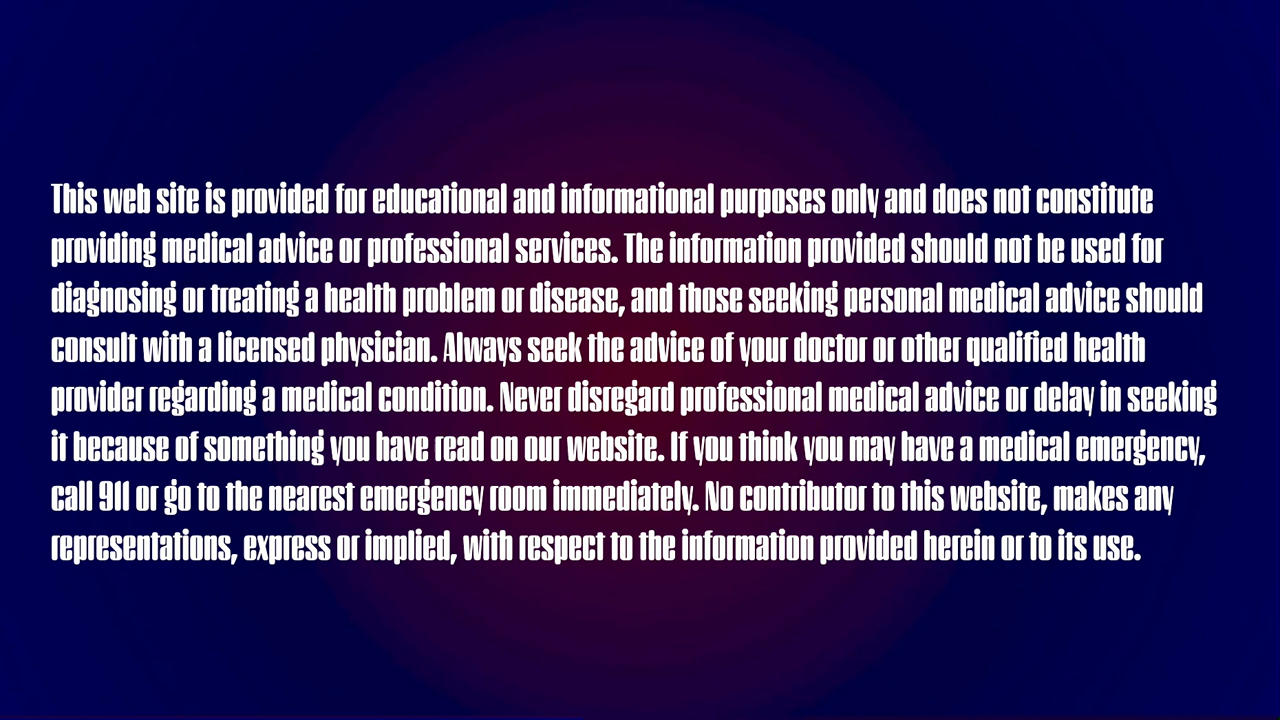 This web site is provided for educational and informational purposes only and does not constitute
providing medical advice or professional services. The information provided should not be used for
diagnosing or treating a health problem or disease, and those seeking personal medical advice should
consult with a licensed physician. Always seek the advice of your doctor or other qualified health
provider regarding a medical condition. Never disregard professional medical advice or delay in seeking
it because of something you have read on our website. If you think you may have a medical emergency,
call 911 or go to the nearest emergency room immediately. No contributor to this website, makes any
representations, express or implied, with respect to the information provided herein or to its use.